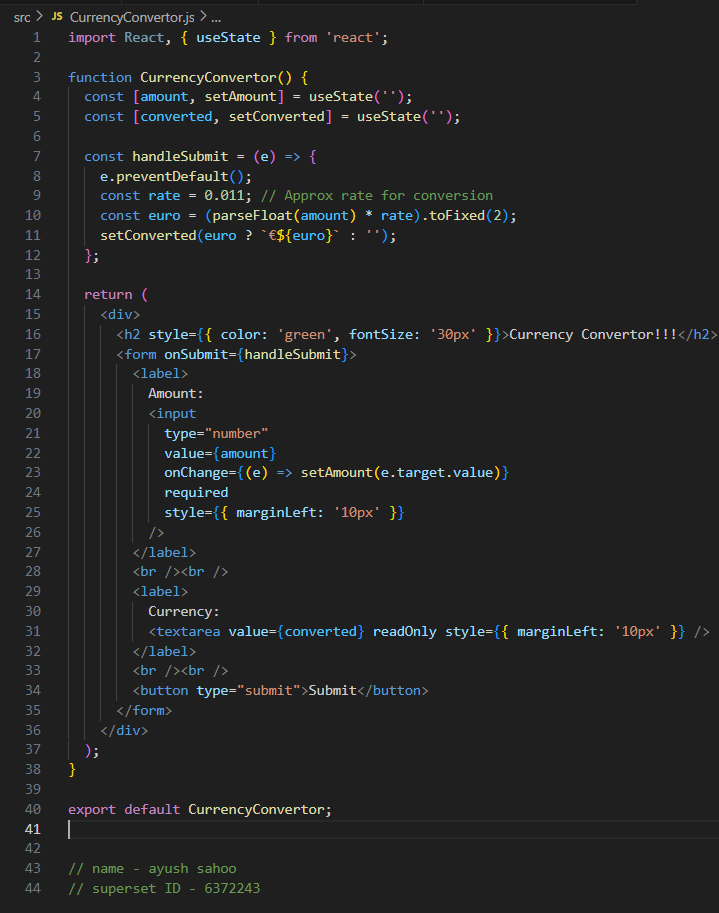 src > JS CurrencyConvertor.js > ...
1 import React, { useState } from 'react';
2
3 function CurrencyConvertor() {
4   const [amount, setAmount] = useState('');
5   const [converted, setConverted] = useState('');
6
7   const handleSubmit = (e) => {
8     e.preventDefault();
9     const rate = 0.011; // Approx rate for conversion
10     const euro = (parseFloat(amount) * rate).toFixed(2);
11     setConverted(euro ? `€${euro}` : '');
12   };
13
14   return (
15     <div>
16       <h2 style={{ color: 'green', fontSize: '30px' }}>Currency Convertor!!!</h2>
17       <form onSubmit={handleSubmit}>
18         <label>
19           Amount:
20           <input
21             type="number"
22             value={amount}
23             onChange={(e) => setAmount(e.target.value)}
24             required
25             style={{ marginLeft: '10px' }}
26           />
27         </label>
28         <br /><br />
29         <label>
30           Currency:
31           <textarea value={converted} readOnly style={{ marginLeft: '10px' }} />
32         </label>
33         <br /><br />
34         <button type="submit">Submit</button>
35       </form>
36     </div>
37   );
38 }
39
40 export default CurrencyConvertor;
41
42
43 // name - ayush sahoo
44 // superset ID - 6372243